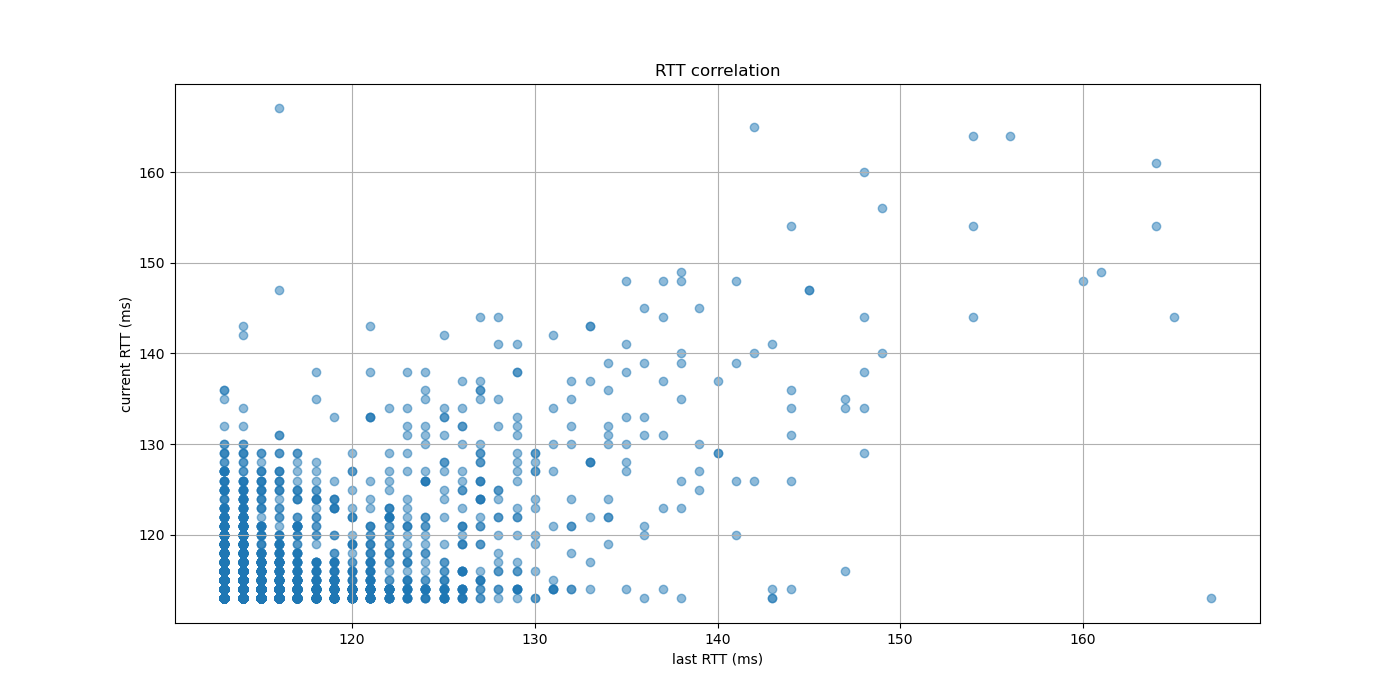 RTT correlation
160
150
140
130
120
current RTT (ms)
120 130 140 150 160
last RTT (ms)